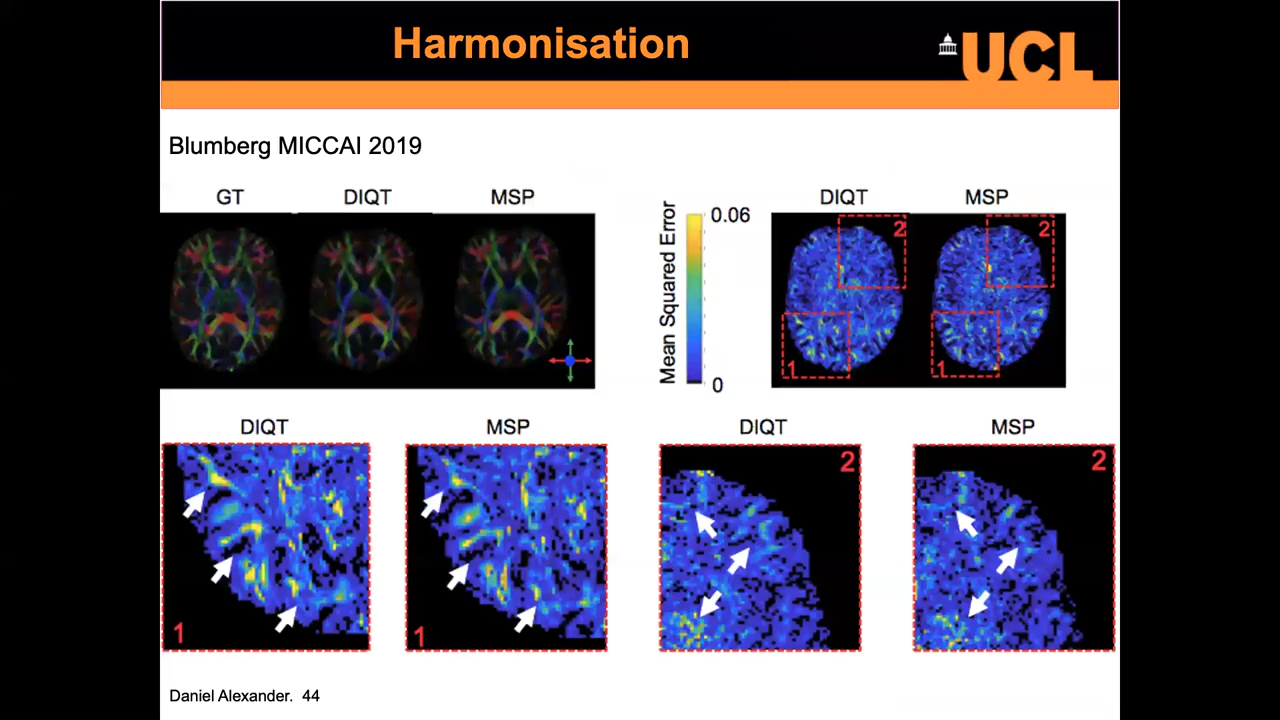 Harmonisation
UCL
Blumberg MICCAI 2019
GT DIQT MSP
Mean Squared Error
0.06
0
DIQT MSP
2 2
1 1
DIQT MSP DIQT MSP
2 2
1 1
Daniel Alexander. 44